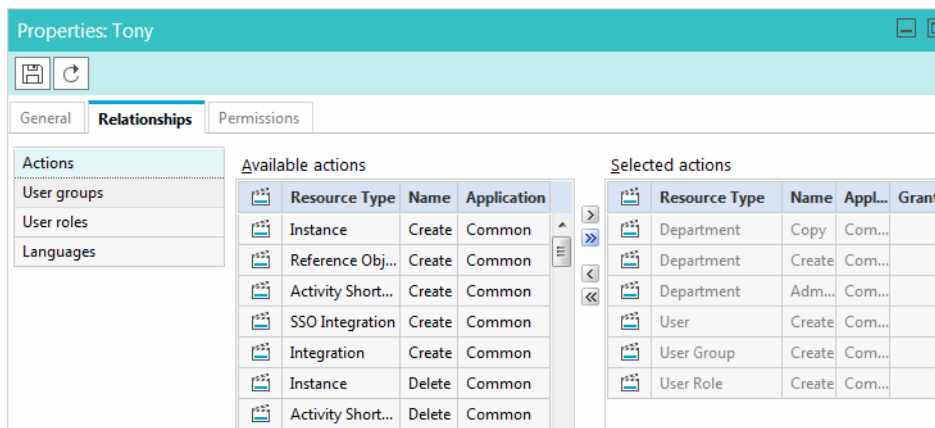 Properties: Tony
General Relationships Permissions
Actions
User groups
User roles
Languages
Available actions
Resource Type Name Application
Instance Create Common
Reference Obj... Create Common
Activity Short... Create Common
SSO Integration Create Common
Integration Create Common
Instance Delete Common
Activity Short... Delete Common
Selected actions
Resource Type Name Appl... Grant
Department Copy Com...
Department Create Com...
Department Adm... Com...
User Create Com...
User Group Create Com...
User Role Create Com...